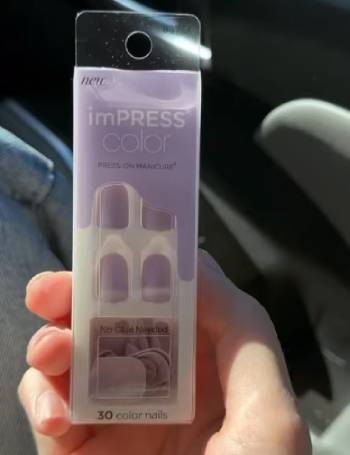 new
imPRESS
color
PRESS-ON MANICURE®
No Glue Needed
30 color nails